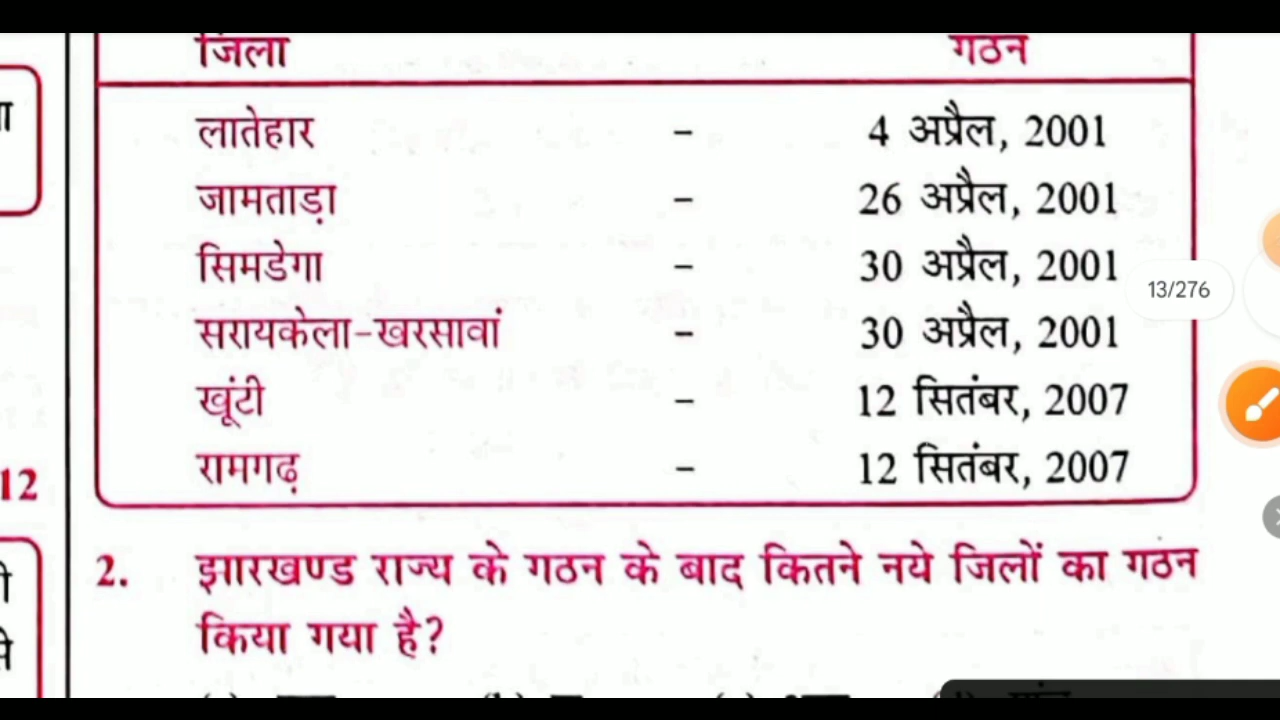 जिला गठन
लातेहार - 4 अप्रैल, 2001
जामताड़ा - 26 अप्रैल, 2001
सिमडेगा - 30 अप्रैल, 2001
13/276
सरायकेला-खरसावां - 30 अप्रैल, 2001
खूंटी - 12 सितंबर, 2007
रामगढ़ - 12 सितंबर, 2007
12
2. झारखण्ड राज्य के गठन के बाद कितने नये जिलों का गठन
किया गया है?